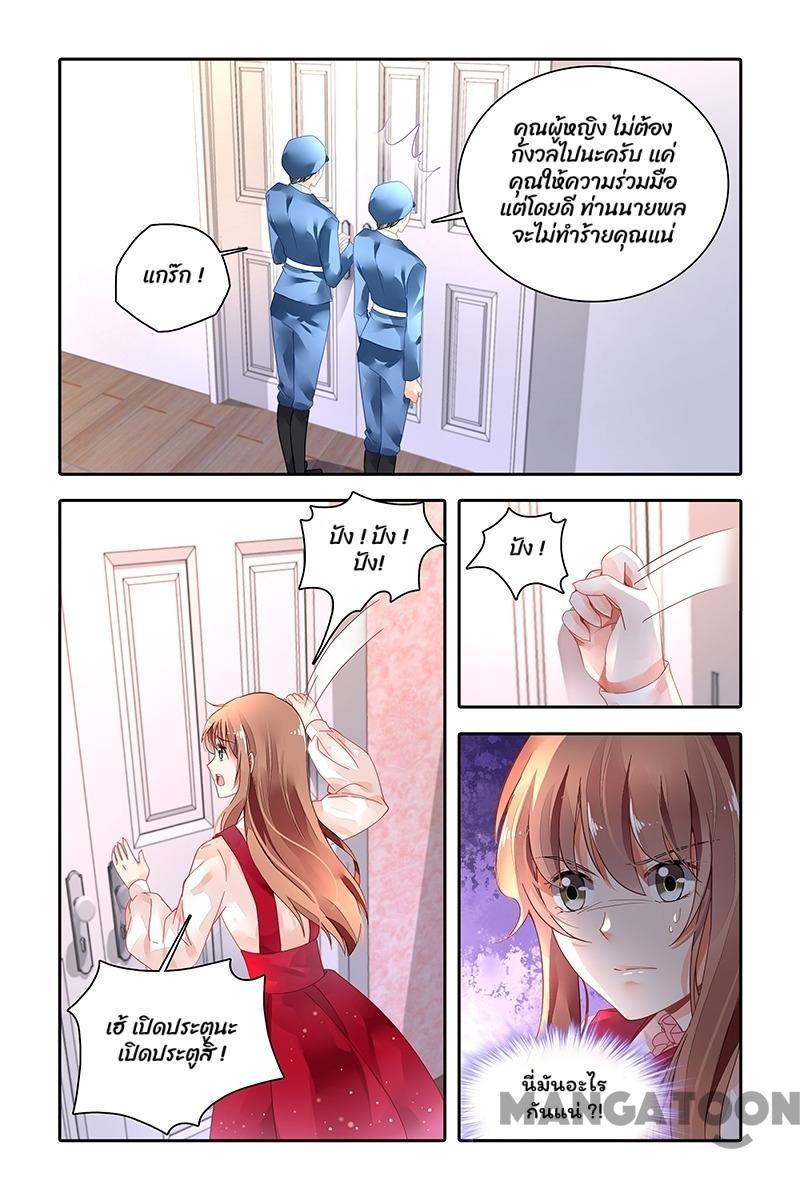 คุณผู้หญิง ไม่ต้อง
กังวลไปนะครับ แค่
คุณให้ความร่วมมือ
แต่โดยดี ท่านนายพล
จะไม่ทำร้ายคุณแน่
แกร๊ก !
ปัง ! ปัง !
ปัง!
ปัง !
เฮ้ เปิดประตูนะ
เปิดประตูสิ !
นี่มันอะไร
กันแน่ ?!
MANGATOON